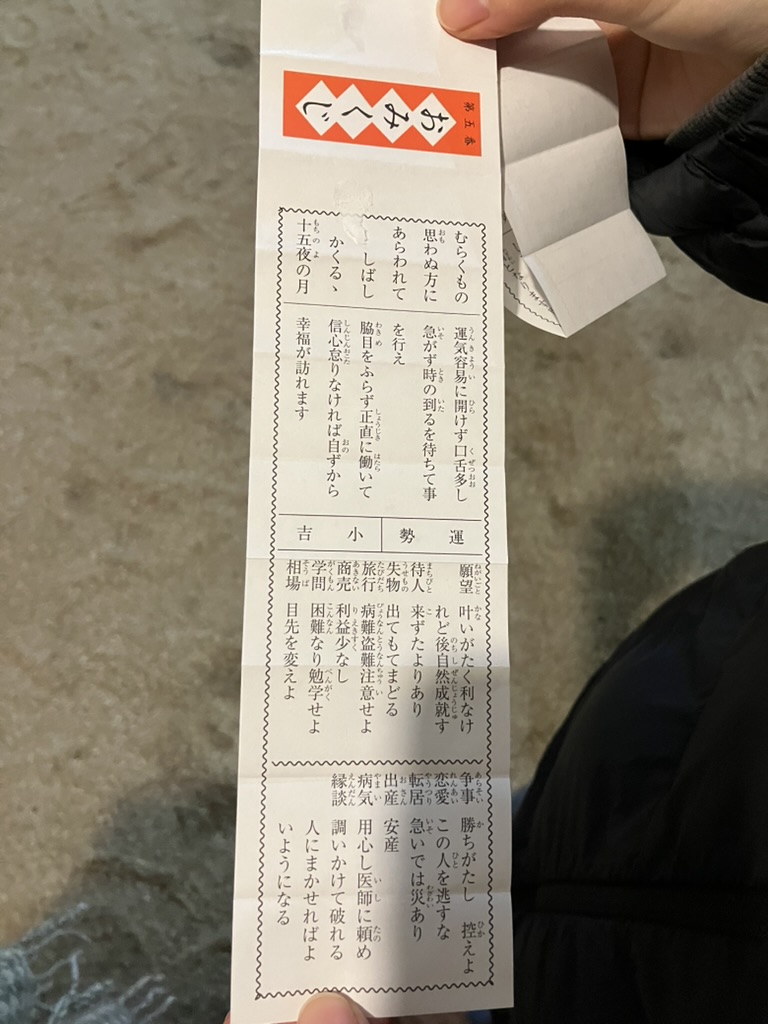 第五番
おみくじ
むらくもの
思わぬ方に
あらわれて
しばし
かくるゝ
十五夜の月
運気容易に開けず口舌多し
急がず時の到るを待ちて事
を行え
脇目をふらず正直に働いて
信心怠りなければ自ずから
幸福が訪れます
運勢
小吉
願望 叶いがたく利なけ
れど後自然成就す
待人 来ずたよりあり
失物 出てもてまどる
旅行 病難盗難注意せよ
商売 利益少なし
学問 困難なり勉学せよ
相場 目先を変えよ
争事 勝ちがたし 控えよ
恋愛 この人を逃すな
転居 急いでは災あり
出産 安産
病気 用心し医師に頼め
縁談 調いかけて破れる
人にまかせればよ
いようになる